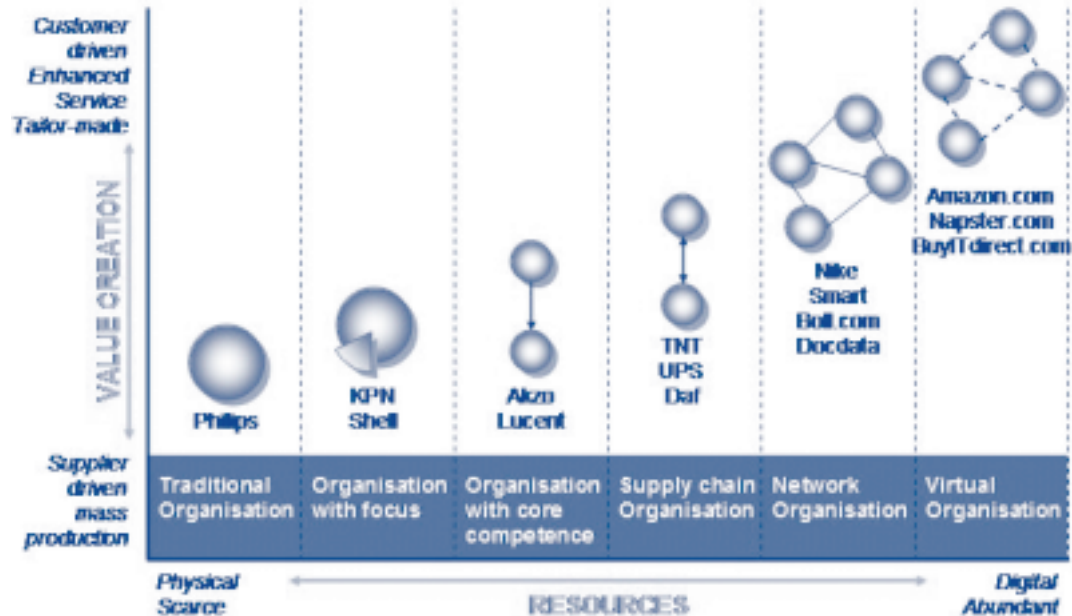 Customer
driven
Enhanced
Service
Tailor-made
VALUE CREATION
Supplier
driven
mass
production
Philips
KPN
Shell
Akzo
Lucent
TNT
UPS
Daf
Nike
Smart
Boll.com
Docdata
Amazon.com
Napster.com
BuyITdirect.com
Traditional
Organisation
Organisation
with focus
Organisation
with core
competence
Supply chain
Organisation
Network
Organisation
Virtual
Organisation
Physical
Scarce
RESOURCES
Digital
Abundant